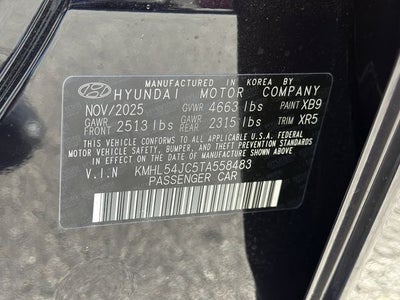 MANUFACTURED IN KOREA BY
HYUNDAI MOTOR COMPANY
NOV/2025 GVWR 4663 lbs PAINT XB9
GAWR FRONT 2513 lbs GAWR REAR 2315 lbs TRIM XR5
THIS VEHICLE CONFORMS TO ALL APPLICABLE U.S.A. FEDERAL
MOTOR VEHICLE SAFETY, BUMPER, AND THEFT PREVENTION STANDARDS
IN EFFECT ON THE DATE OF MANUFACTURE SHOWN ABOVE.
V.I.N KMHL54JC5TA558483
PASSENGER CAR